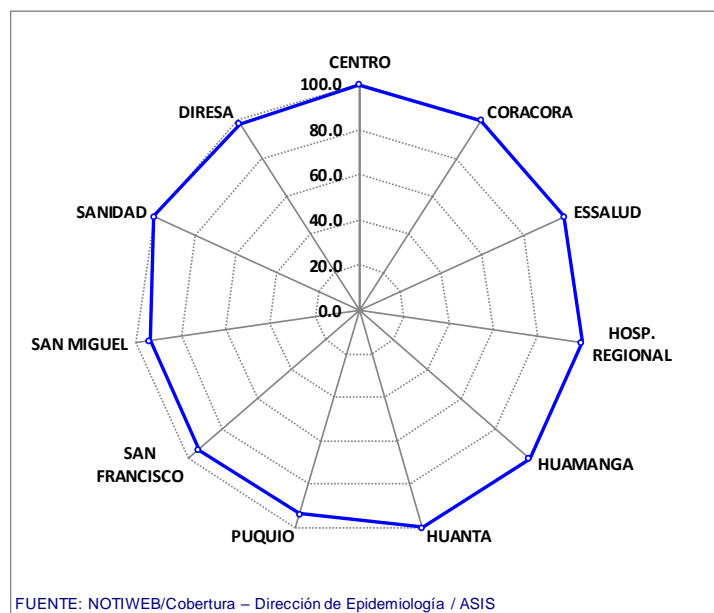 CENTRO
100.0
CORACORA
DIRESA
80.0
60.0
SANIDAD
ESSALUD
40.0
20.0
0.0
HOSP.
REGIONAL
SAN MIGUEL
SAN
FRANCISCO
HUAMANGA
PUQUIO
HUANTA
FUENTE: NOTIWEB/Cobertura – Dirección de Epidemiología / ASIS